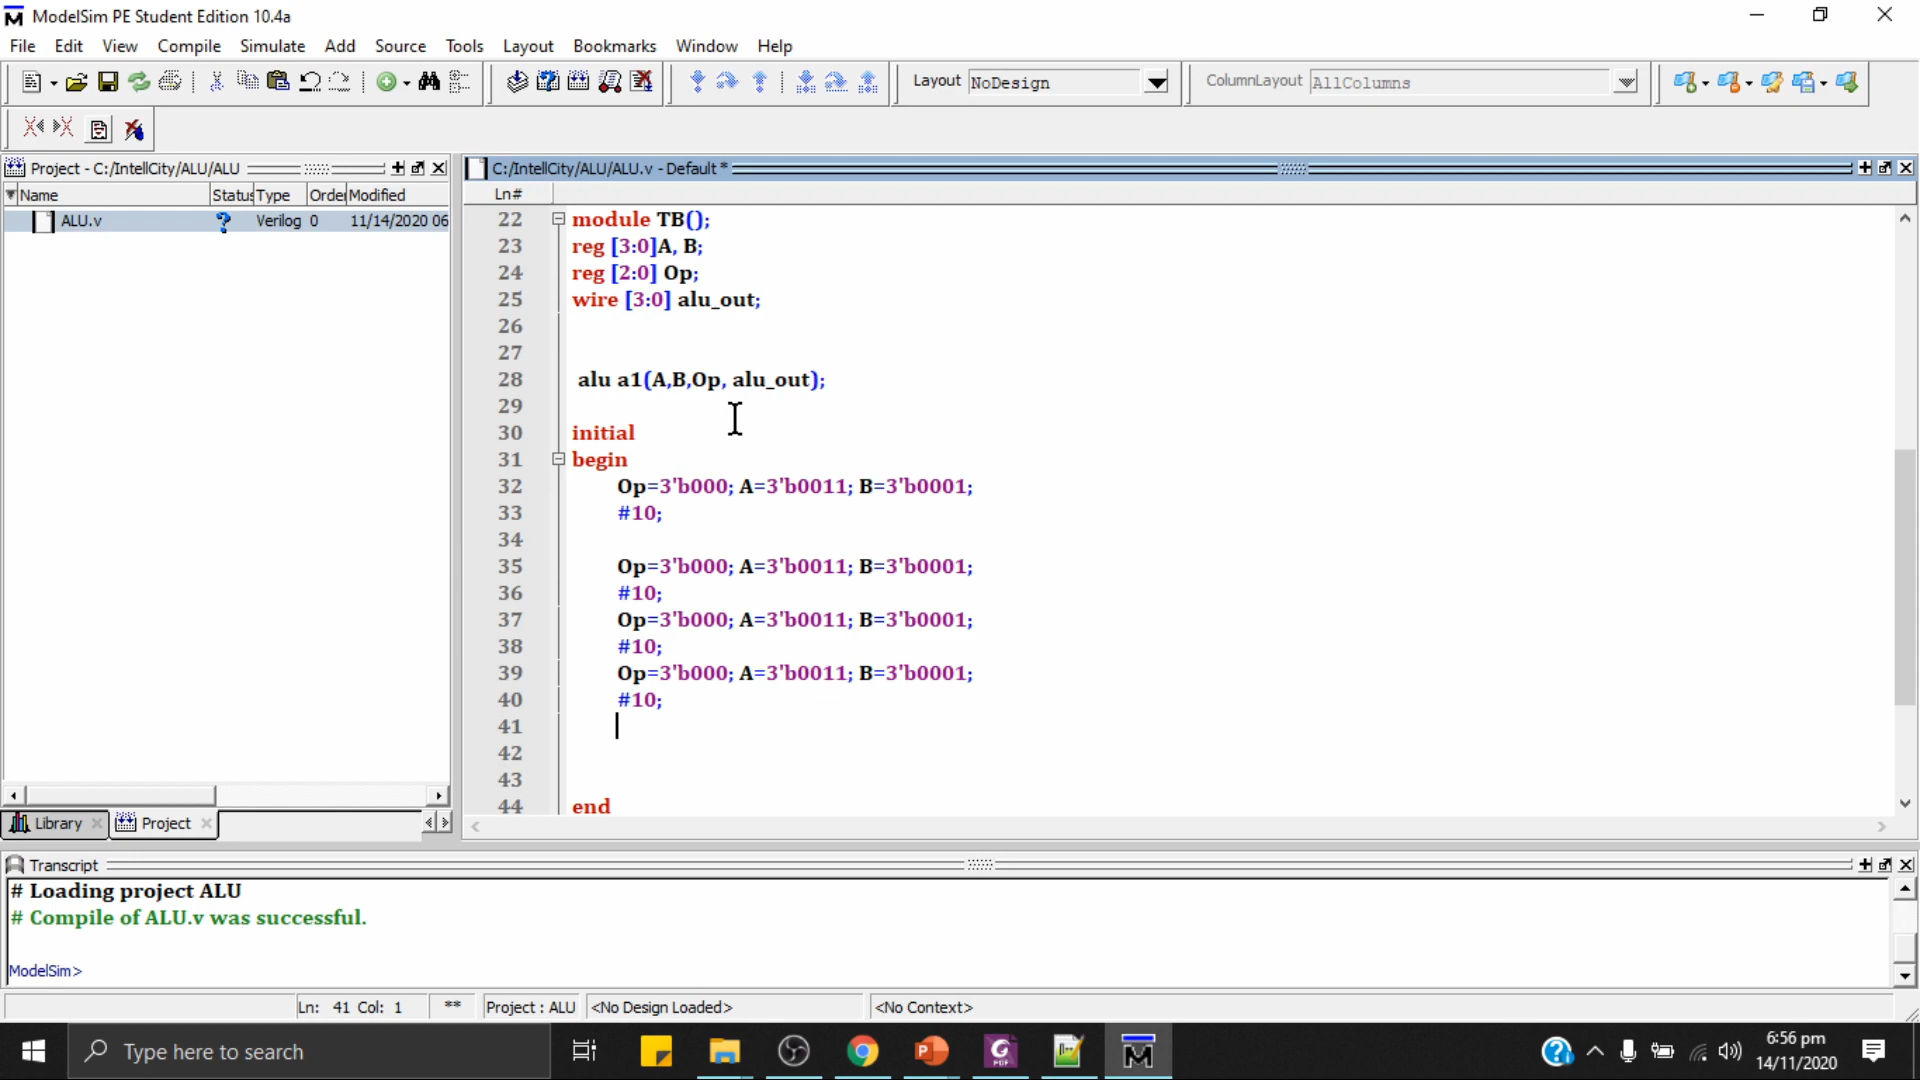 ModelSim PE Student Edition 10.4a
File Edit View Compile Simulate Add Source Tools Layout Bookmarks Window Help
Layout NoDesign ColumnLayout AllColumns
Project - C:/IntellCity/ALU/ALU
Name Status Type Order Modified
ALU.v ? Verilog 0 11/14/2020 06
C:/IntellCity/ALU/ALU.v - Default *
Ln#
22 module TB();
23 reg [3:0]A, B;
24 reg [2:0] Op;
25 wire [3:0] alu_out;
26
27
28 alu a1(A,B,Op, alu_out);
29
30 initial
31 begin
32 Op=3'b000; A=3'b0011; B=3'b0001;
33 #10;
34
35 Op=3'b000; A=3'b0011; B=3'b0001;
36 #10;
37 Op=3'b000; A=3'b0011; B=3'b0001;
38 #10;
39 Op=3'b000; A=3'b0011; B=3'b0001;
40 #10;
41
42
43
44 end
Library Project
Transcript
# Loading project ALU
# Compile of ALU.v was successful.
ModelSim>
Ln: 41 Col: 1 ** Project : ALU <No Design Loaded> <No Context>
Type here to search
6:56 pm
14/11/2020